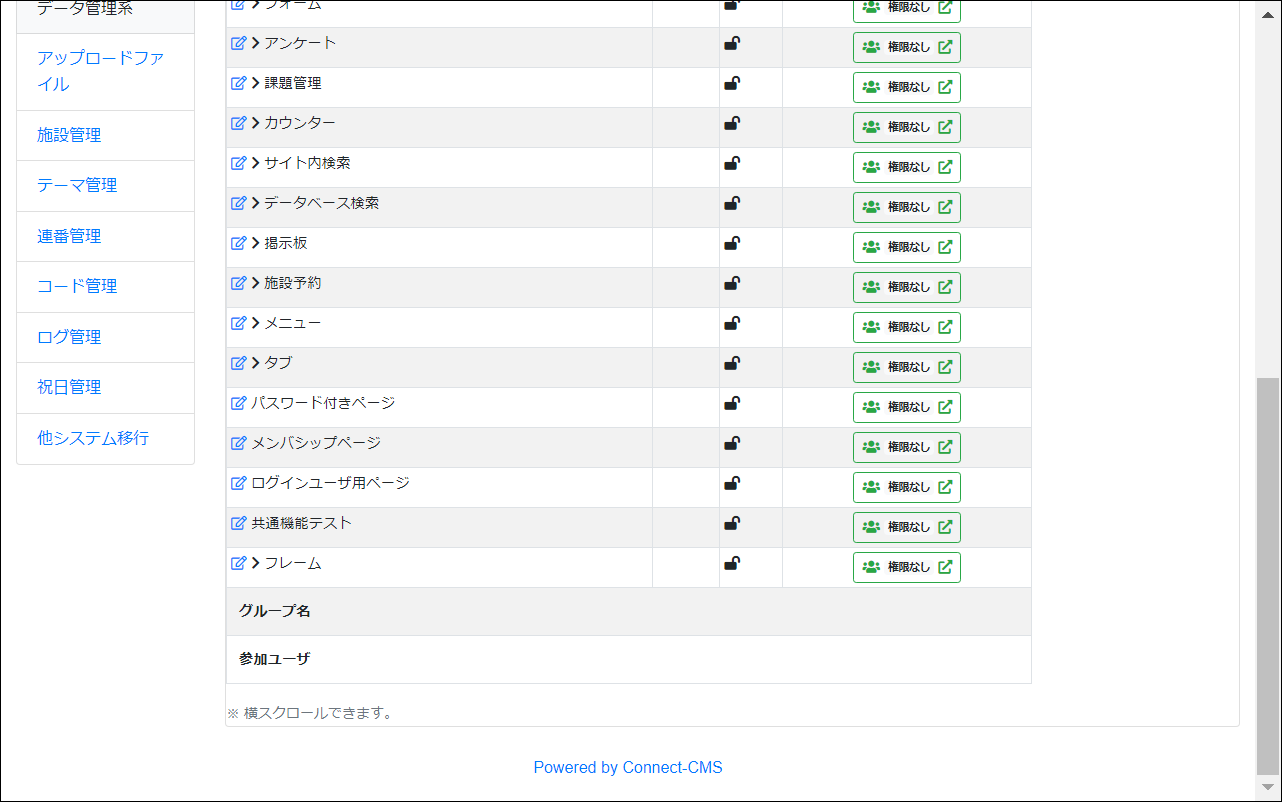 データ管理系
アップロードファ
イル
施設管理
テーマ管理
連番管理
コード管理
ログ管理
祝日管理
他システム移行
フォーム 権限なし
アンケート 権限なし
課題管理 権限なし
カウンター 権限なし
サイト内検索 権限なし
データベース検索 権限なし
掲示板 権限なし
施設予約 権限なし
メニュー 権限なし
タブ 権限なし
パスワード付きページ 権限なし
メンバシップページ 権限なし
ログインユーザ用ページ 権限なし
共通機能テスト 権限なし
フレーム 権限なし
グループ名
参加ユーザ
※ 横スクロールできます。
Powered by Connect-CMS